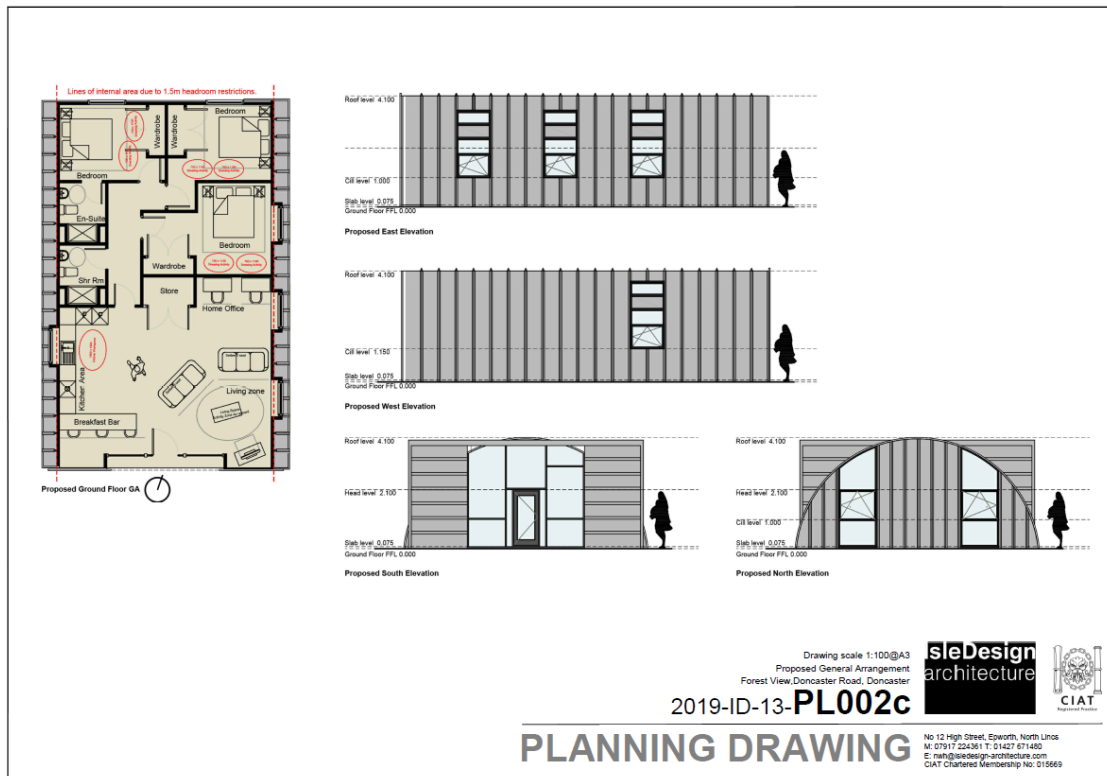 Lines of internal area due to 1.5m headroom restrictions.
Bedroom
Wardrobe
Wardrobe
Bedroom
En-Suite
Bedroom
Wardrobe
Shr Rm
Store
Home Office
Kitchen Area
Living zone
Breakfast Bar
Proposed Ground Floor GA
Roof level 4.100
Cill level 1.000
Slab level 0.075
Ground Floor FFL 0.000
Proposed East Elevation
Roof level 4.100
Cill level 1.150
Slab level 0.075
Ground Floor FFL 0.000
Proposed West Elevation
Roof level 4.100
Head level 2.100
Slab level 0.075
Ground Floor FFL 0.000
Proposed South Elevation
Roof level 4.100
Head level 2.100
Cill level 1.000
Slab level 0.075
Ground Floor FFL 0.000
Proposed North Elevation
Drawing scale 1:100@A3
Proposed General Arrangement
Forest View,Doncaster Road, Doncaster
2019-ID-13-PL002c
PLANNING DRAWING
IsleDesign
architecture
CIAT
Registered Practice
No 12 High Street, Epworth, North Lincs
M: 07917 224361 T: 01427 671480
E: nwh@isledesign-architecture.com
CIAT Chartered Membership No: 015669